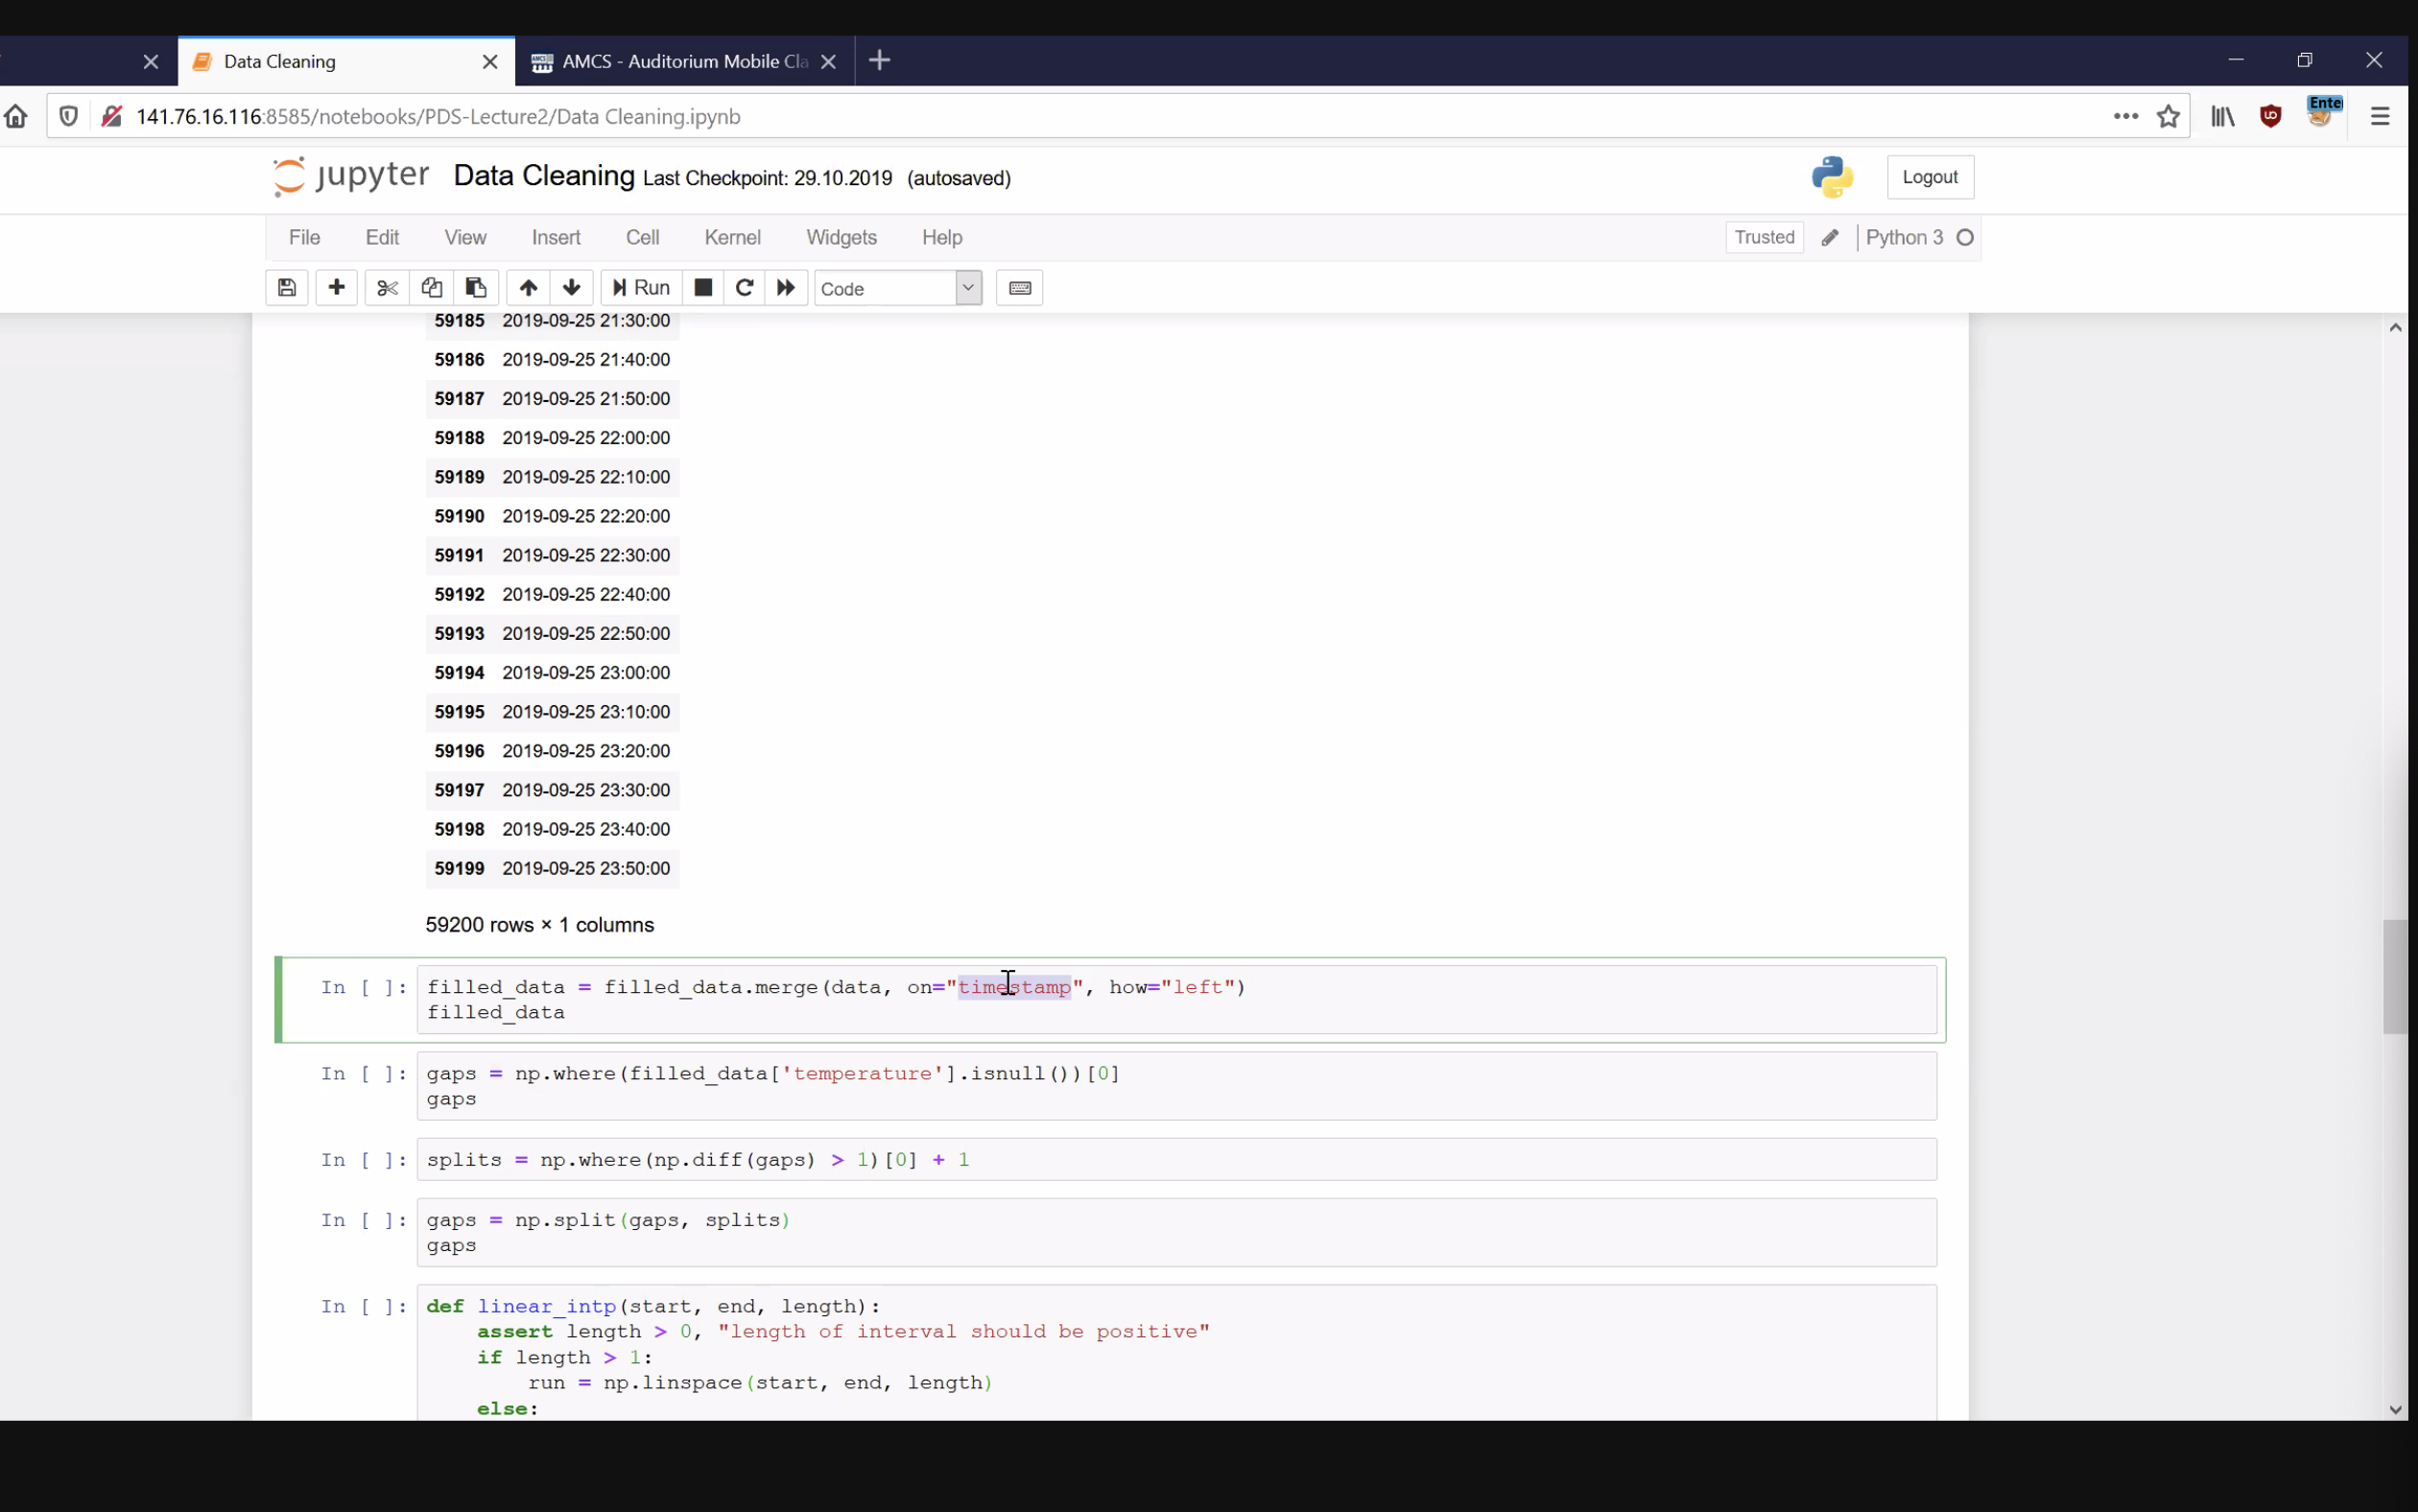 Data Cleaning
AMCS - Auditorium Mobile Cla
141.76.16.116:8585/notebooks/PDS-Lecture2/Data Cleaning.ipynb
Enter
jupyter Data Cleaning Last Checkpoint: 29.10.2019 (autosaved)
Logout
File Edit View Insert Cell Kernel Widgets Help
Trusted Python 3
Run Code
59185 2019-09-25 21:30:00
59186 2019-09-25 21:40:00
59187 2019-09-25 21:50:00
59188 2019-09-25 22:00:00
59189 2019-09-25 22:10:00
59190 2019-09-25 22:20:00
59191 2019-09-25 22:30:00
59192 2019-09-25 22:40:00
59193 2019-09-25 22:50:00
59194 2019-09-25 23:00:00
59195 2019-09-25 23:10:00
59196 2019-09-25 23:20:00
59197 2019-09-25 23:30:00
59198 2019-09-25 23:40:00
59199 2019-09-25 23:50:00
59200 rows × 1 columns
In [ ]: filled_data = filled_data.merge(data, on="timestamp", how="left")
filled_data
In [ ]: gaps = np.where(filled_data['temperature'].isnull())[0]
gaps
In [ ]: splits = np.where(np.diff(gaps) > 1)[0] + 1
In [ ]: gaps = np.split(gaps, splits)
gaps
In [ ]: def linear_intp(start, end, length):
assert length > 0, "length of interval should be positive"
if length > 1:
run = np.linspace(start, end, length)
else: